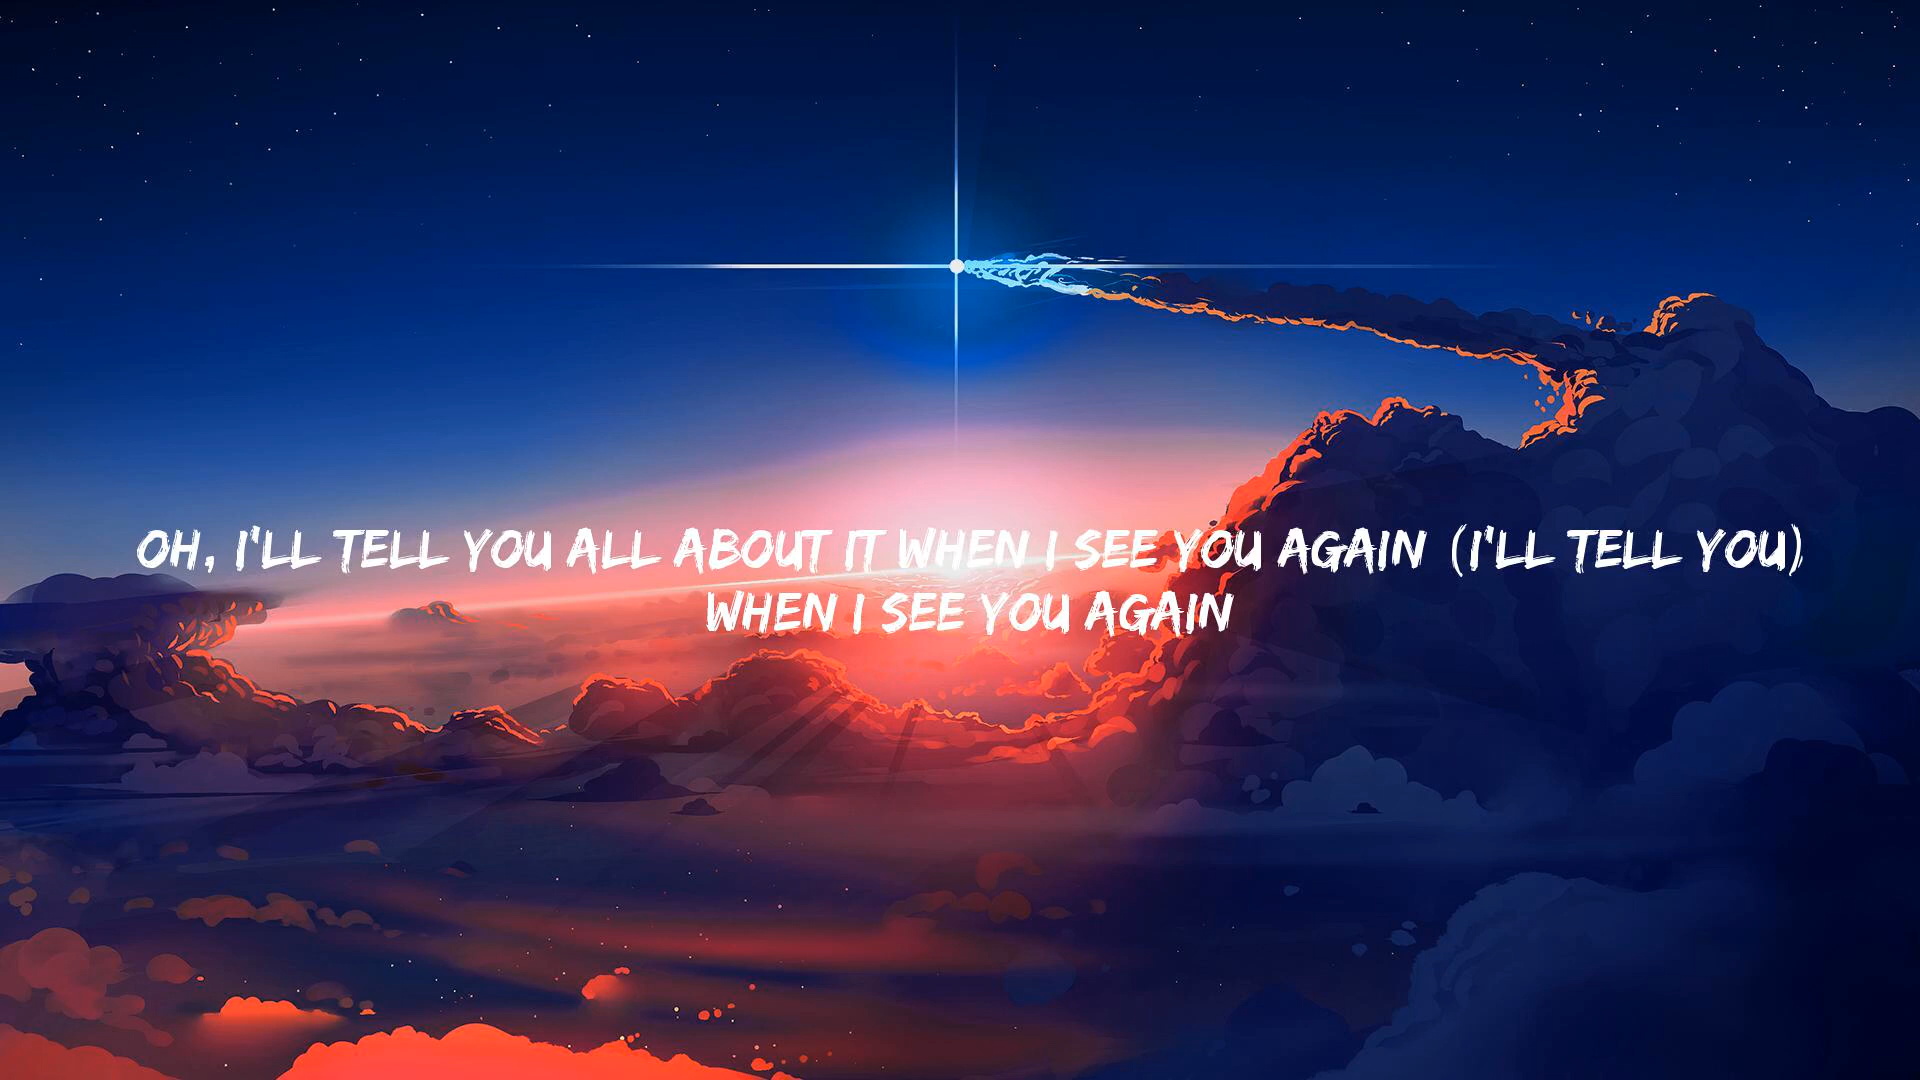 OH, I'LL TELL YOU ALL ABOUT IT WHEN I SEE YOU AGAIN (I'LL TELL YOU)
WHEN I SEE YOU AGAIN